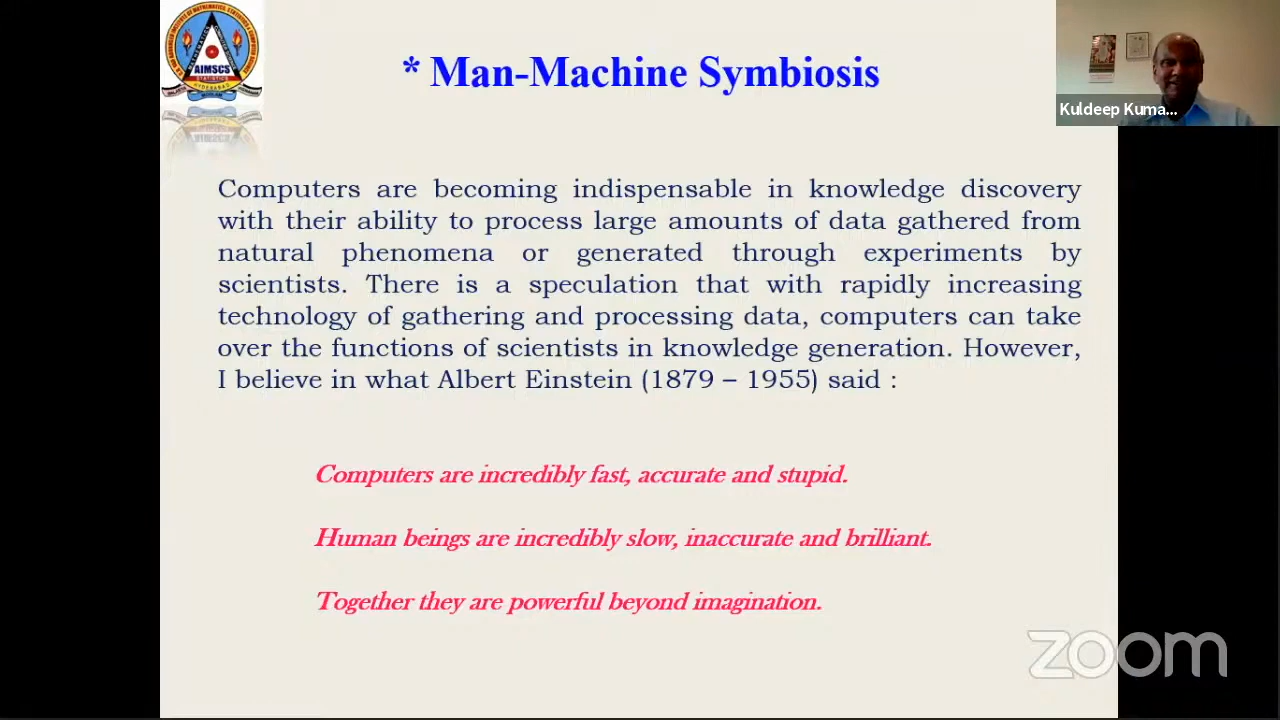 AIMSCS
STATISTICS
HYDERABAD
* Man-Machine Symbiosis
Kuldeep Kuma...
Computers are becoming indispensable in knowledge discovery
with their ability to process large amounts of data gathered from
natural phenomena or generated through experiments by
scientists. There is a speculation that with rapidly increasing
technology of gathering and processing data, computers can take
over the functions of scientists in knowledge generation. However,
I believe in what Albert Einstein (1879 – 1955) said :
Computers are incredibly fast, accurate and stupid.
Human beings are incredibly slow, inaccurate and brilliant.
Together they are powerful beyond imagination.
zoom